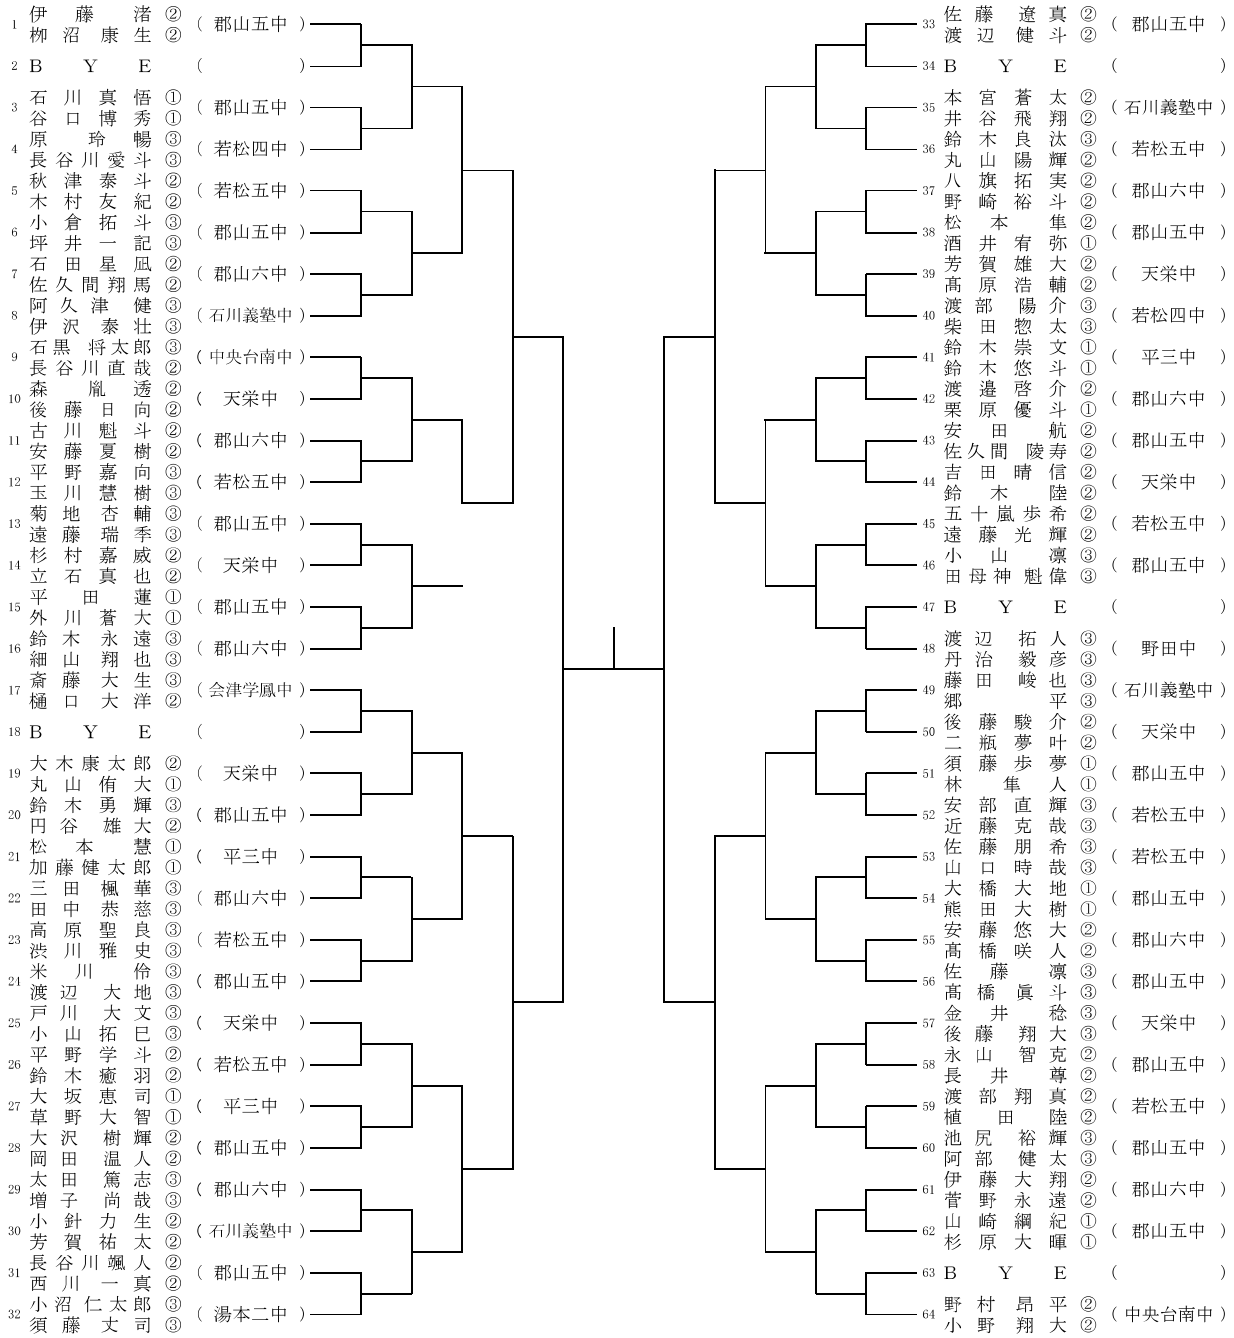 1 伊藤 渚 ② ( 郡山五中 )
栁沼康生 ②
2 BYE ( )
3 石川真悟 ① ( 郡山五中 )
谷口博秀 ①
4 原 玲暢 ③ ( 若松四中 )
長谷川愛斗 ③
5 秋津泰斗 ② ( 若松五中 )
木村友紀 ②
6 小倉拓斗 ③ ( 郡山五中 )
坪井一記 ③
7 石田星凪 ② ( 郡山六中 )
佐久間翔馬 ②
8 阿久津 健 ③ ( 石川義塾中 )
伊沢泰壮 ③
9 石黒 将太郎 ③ ( 中央台南中 )
長谷川直哉 ②
10 森 胤透 ② ( 天栄中 )
後藤日向 ②
11 古川魁斗 ② ( 郡山六中 )
安藤夏樹 ②
12 平野嘉向 ③ ( 若松五中 )
玉川慧樹 ③
13 菊地杏輔 ③ ( 郡山五中 )
遠藤瑞季 ③
14 杉村嘉威 ② ( 天栄中 )
立石真也 ②
15 平田 蓮 ① ( 郡山五中 )
外川蒼大 ①
16 鈴木永遠 ③ ( 郡山六中 )
細山翔也 ③
17 斎藤大生 ③ ( 会津学鳳中 )
樋口大洋 ②
18 BYE ( )
19 大木康太郎 ② ( 天栄中 )
丸山侑大 ①
20 鈴木勇輝 ③ ( 郡山五中 )
円谷雄大 ②
21 松本 慧 ① ( 平三中 )
加藤健太郎 ①
22 三田楓華 ③ ( 郡山六中 )
田中恭慈 ③
23 高原聖良 ③ ( 若松五中 )
渋川雅史 ③
24 米川 伶 ③ ( 郡山五中 )
渡辺大地 ③
25 戸川大文 ③ ( 天栄中 )
小山拓巳 ③
26 平野学斗 ② ( 若松五中 )
鈴木癒羽 ②
27 大坂恵司 ① ( 平三中 )
草野大智 ①
28 大沢樹輝 ② ( 郡山五中 )
岡田温人 ②
29 太田篤志 ③ ( 郡山六中 )
増子尚哉 ③
30 小針力生 ② ( 石川義塾中 )
芳賀祐太 ②
31 長谷川颯人 ② ( 郡山五中 )
西川一真 ②
32 小沼仁太郎 ③ ( 湯本二中 )
須藤丈司 ③
33 佐藤遼真 ② ( 郡山五中 )
渡辺健斗 ②
34 BYE ( )
35 本宮蒼太 ② ( 石川義塾中 )
井谷飛翔 ②
36 鈴木良汰 ③ ( 若松五中 )
丸山陽輝 ②
37 八旗拓実 ② ( 郡山六中 )
野崎裕斗 ②
38 松本 隼 ② ( 郡山五中 )
酒井宥弥 ①
39 芳賀雄大 ② ( 天栄中 )
髙原浩輔 ②
40 渡部陽介 ③ ( 若松四中 )
柴田惣太 ③
41 鈴木崇文 ① ( 平三中 )
鈴木悠斗 ①
42 渡邉啓介 ② ( 郡山六中 )
栗原優斗 ①
43 安田 航 ② ( 郡山五中 )
佐久間 陵寿 ②
44 吉田晴信 ② ( 天栄中 )
鈴木 陸 ②
45 五十嵐歩希 ② ( 若松五中 )
遠藤光輝 ②
46 小山 凛 ③ ( 郡山五中 )
田母神 魁偉 ③
47 BYE ( )
48 渡辺拓人 ③ ( 野田中 )
丹治毅彦 ③
49 藤田峻也 ③ ( 石川義塾中 )
郷 平 ③
50 後藤駿介 ② ( 天栄中 )
二瓶夢叶 ②
51 須藤歩夢 ① ( 郡山五中 )
林 隼人 ①
52 安部直輝 ③ ( 若松五中 )
近藤克哉 ③
53 佐藤朋希 ③ ( 若松五中 )
山口時哉 ③
54 大橋大地 ① ( 郡山五中 )
熊田大樹 ①
55 安藤悠大 ② ( 郡山六中 )
髙橋咲人 ②
56 佐藤 凛 ③ ( 郡山五中 )
髙橋眞斗 ③
57 金井 稔 ③ ( 天栄中 )
後藤翔大 ③
58 永山智克 ② ( 郡山五中 )
長井 尊 ②
59 渡部翔真 ② ( 若松五中 )
植田 陸 ②
60 池尻裕輝 ③ ( 郡山五中 )
阿部健太 ③
61 伊藤大翔 ② ( 郡山六中 )
菅野永遠 ②
62 山崎綱紀 ① ( 郡山五中 )
杉原大暉 ①
63 BYE ( )
64 野村昂平 ② ( 中央台南中 )
小野翔大 ②